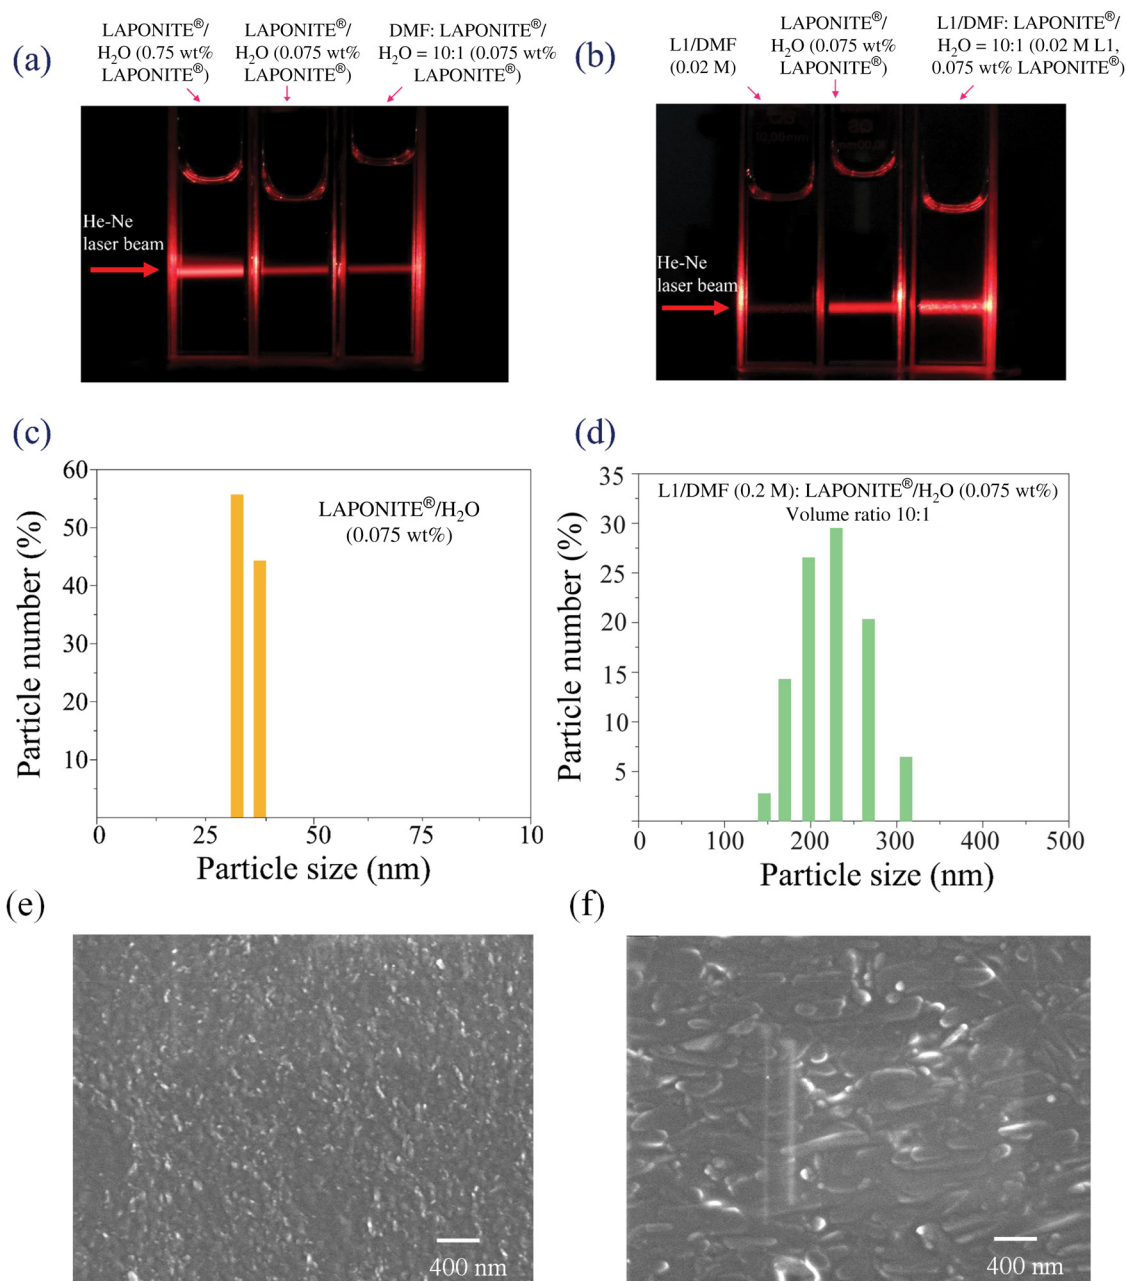 (a)
LAPONITE®/
H₂O (0.75 wt%
LAPONITE®)
LAPONITE®/
H₂O (0.075 wt%
LAPONITE®)
DMF: LAPONITE®/
H₂O = 10:1 (0.075 wt%
LAPONITE®)
He-Ne
laser beam
(b)
L1/DMF
(0.02 M)
LAPONITE®/
H₂O (0.075 wt%
LAPONITE®)
L1/DMF: LAPONITE®/
H₂O = 10:1 (0.02 M L1,
0.075 wt% LAPONITE®)
He-Ne
laser beam
(c)
Particle number (%)
60
50
40
30
20
10
LAPONITE®/H₂O
(0.075 wt%)
0 25 50 75 10
Particle size (nm)
(d)
Particle number (%)
35
30
25
20
15
10
5
L1/DMF (0.2 M): LAPONITE®/H₂O (0.075 wt%)
Volume ratio 10:1
0 100 200 300 400 500
Particle size (nm)
(e)
400 nm
(f)
400 nm